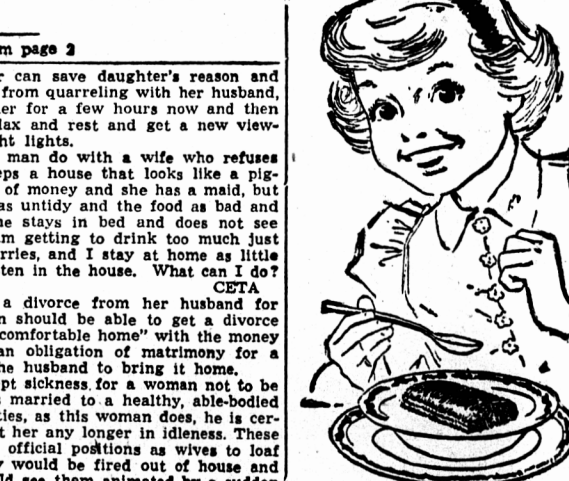 m page 2
r can save daughter's reason and
from quarreling with her husband,
er for a few hours now and then
lax and rest and get a new view-
ht lights.
man do with a wife who refuses
eps a house that looks like a pig-
of money and she has a maid, but
as untidy and the food as bad and
he stays in bed and does not see
m getting to drink too much just
rries, and I stay at home as little
ten in the house. What can I do?
CETA
a divorce from her husband for
n should be able to get a divorce
comfortable home" with the money
an obligation of matrimony for a
he husband to bring it home.
pt sickness, for a woman not to be
s married to a healthy, able-bodied
ties, as this woman does, he is cer-
t her any longer in idleness. These
official positions as wives to loaf
y would be fired out of house and
ld see them animated by a sudden